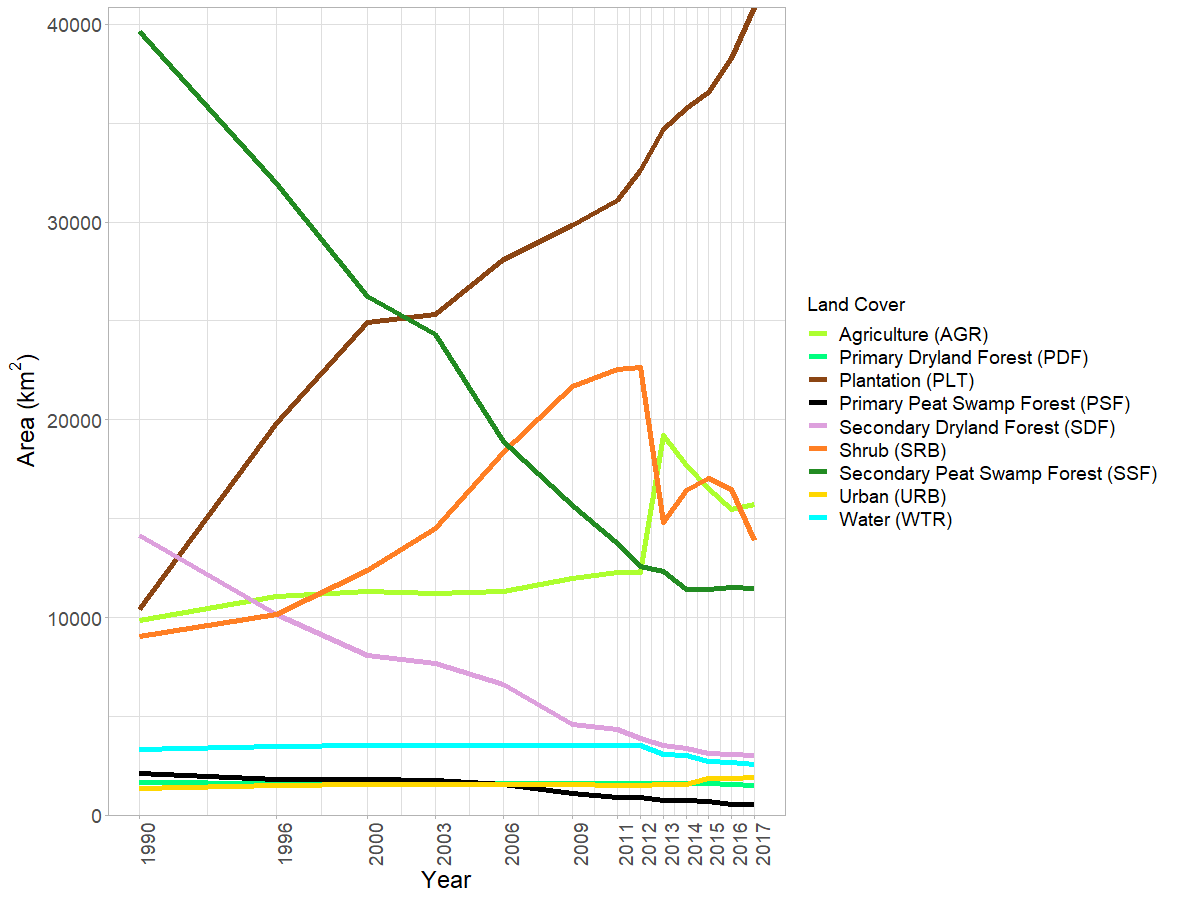 40000
30000
20000
10000
0
Area (km2)
1990
1996
2000
2003
2006
2009
2011
2012
2013
2014
2015
2016
2017
Year
Land Cover
Agriculture (AGR)
Primary Dryland Forest (PDF)
Plantation (PLT)
Primary Peat Swamp Forest (PSF)
Secondary Dryland Forest (SDF)
Shrub (SRB)
Secondary Peat Swamp Forest (SSF)
Urban (URB)
Water (WTR)